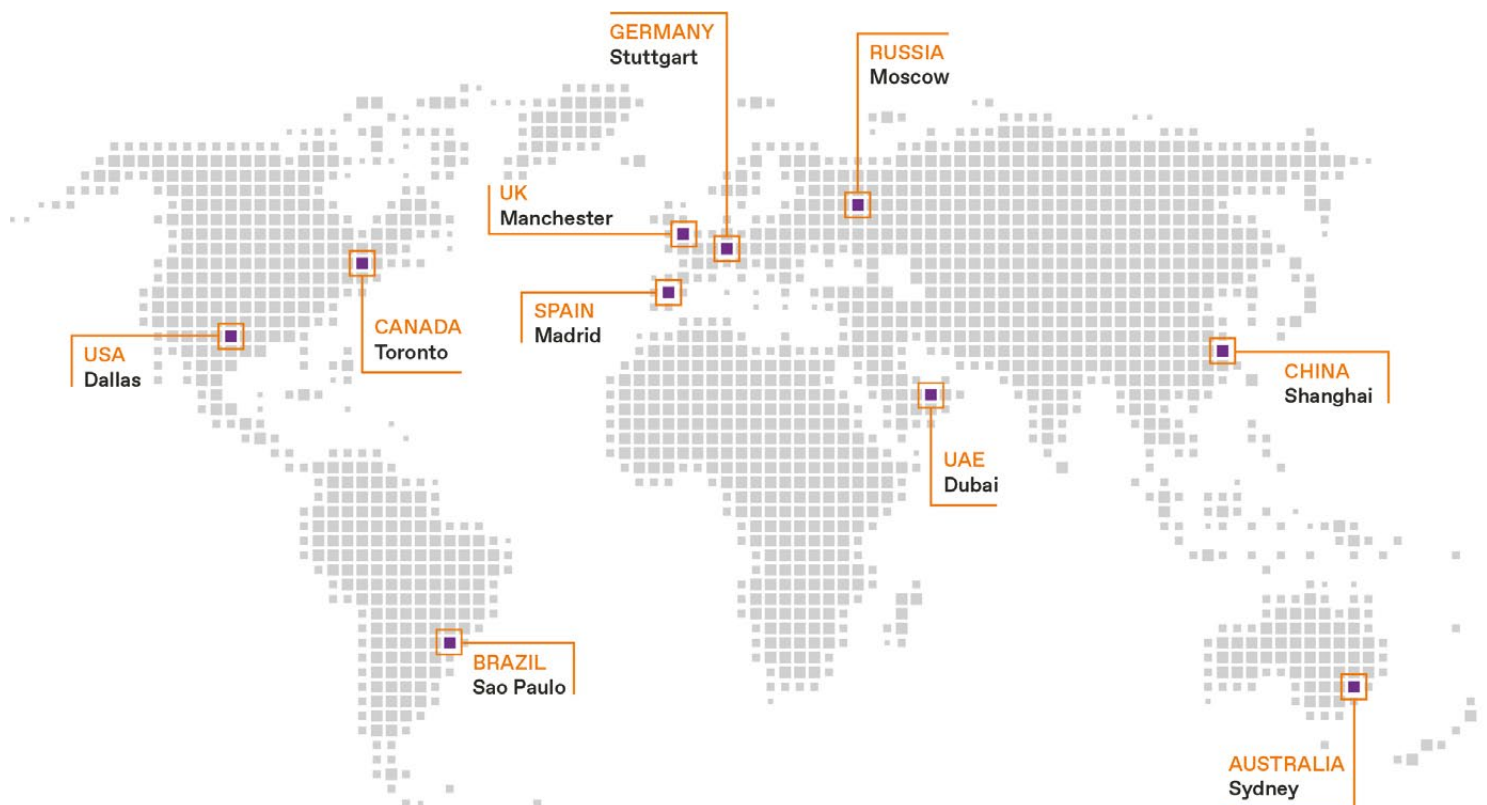 GERMANY
Stuttgart
RUSSIA
Moscow
UK
Manchester
SPAIN
Madrid
CANADA
Toronto
USA
Dallas
CHINA
Shanghai
UAE
Dubai
BRAZIL
Sao Paulo
AUSTRALIA
Sydney